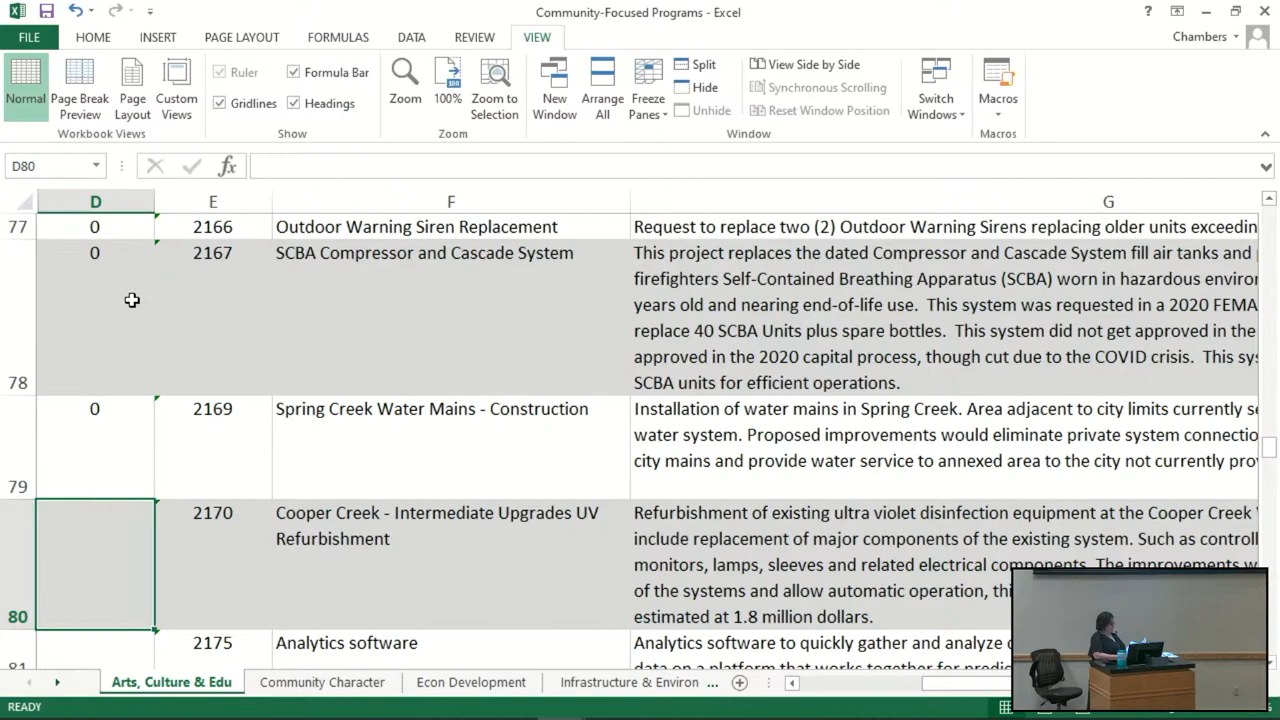 Community-Focused Programs - Excel
FILE HOME INSERT PAGE LAYOUT FORMULAS DATA REVIEW VIEW Chambers
Normal
Page Break Preview
Page Layout
Custom Views
Ruler
Formula Bar
Gridlines
Headings
Zoom
100%
Zoom to Selection
New Window
Arrange All
Freeze Panes
Split
Hide
Unhide
View Side by Side
Synchronous Scrolling
Reset Window Position
Switch Windows
Macros
Workbook Views Show Zoom Window Macros
D80
fx
D E F G
77 0 2166 Outdoor Warning Siren Replacement Request to replace two (2) Outdoor Warning Sirens replacing older units exceedin
0 2167 SCBA Compressor and Cascade System This project replaces the dated Compressor and Cascade System fill air tanks and
firefighters Self-Contained Breathing Apparatus (SCBA) worn in hazardous enviror
years old and nearing end-of-life use. This system was requested in a 2020 FEMA
replace 40 SCBA Units plus spare bottles. This system did not get approved in the
approved in the 2020 capital process, though cut due to the COVID crisis. This sys
78 SCBA units for efficient operations.
0 2169 Spring Creek Water Mains - Construction Installation of water mains in Spring Creek. Area adjacent to city limits currently se
water system. Proposed improvements would eliminate private system connectio
city mains and provide water service to annexed area to the city not currently prov
79
2170 Cooper Creek - Intermediate Upgrades UV Refurbishment of existing ultra violet disinfection equipment at the Cooper Creek
Refurbishment include replacement of major components of the existing system. Such as controll
monitors, lamps, sleeves and related electrical components. The improvements w
of the systems and allow automatic operation, thi
80 estimated at 1.8 million dollars.
2175 Analytics software Analytics software to quickly gather and analyze
data on a platform that works together for
81
Arts, Culture & Edu Community Character Econ Development Infrastructure & Environ ...
READY